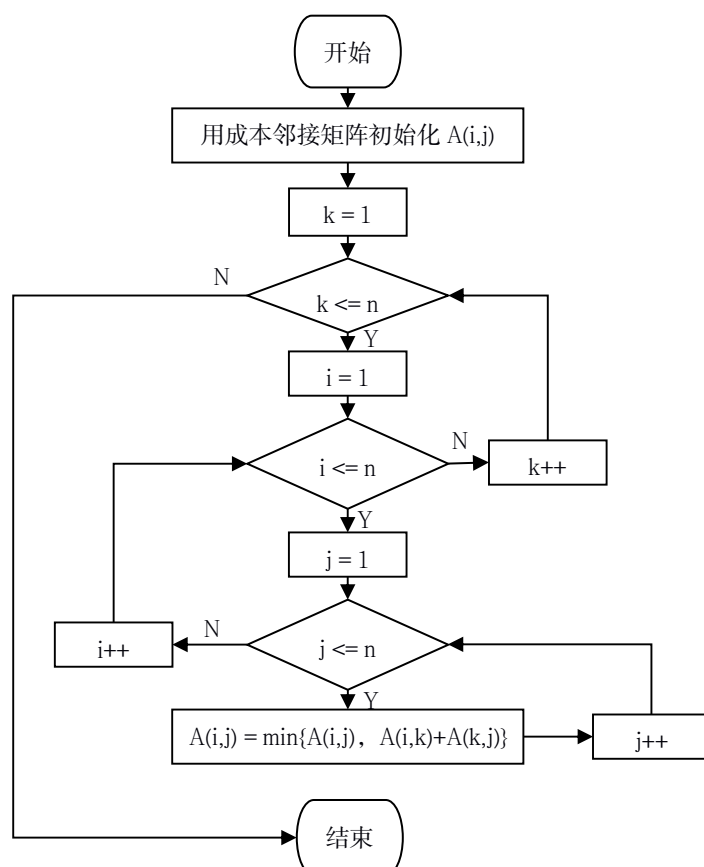 开始
用成本邻接矩阵初始化 A(i,j)
k = 1
N
k <= n
Y
i = 1
i <= n
N
k++
Y
j = 1
i++
N
j <= n
Y
A(i,j) = min{A(i,j)，A(i,k)+A(k,j)}
j++
结束